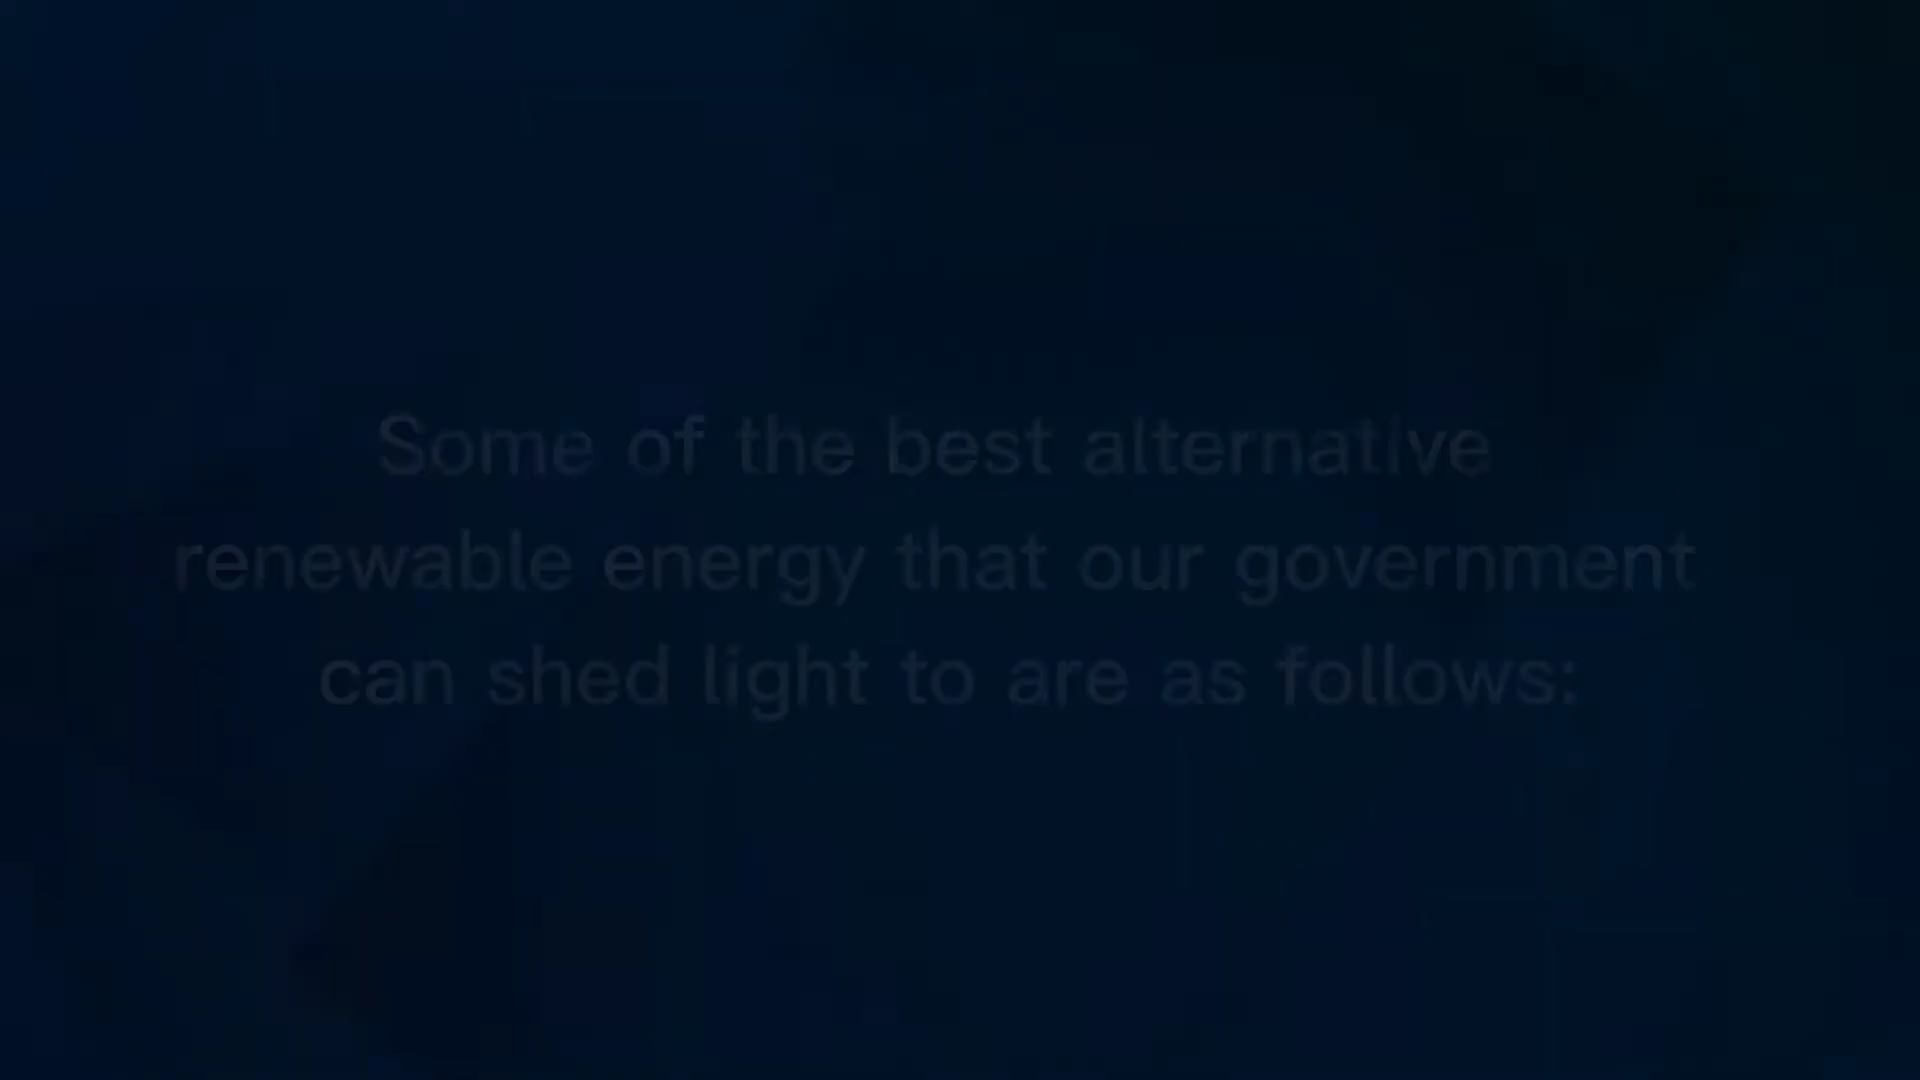 Some of the best alternative
renewable energy that our government
can shed light to are as follows: